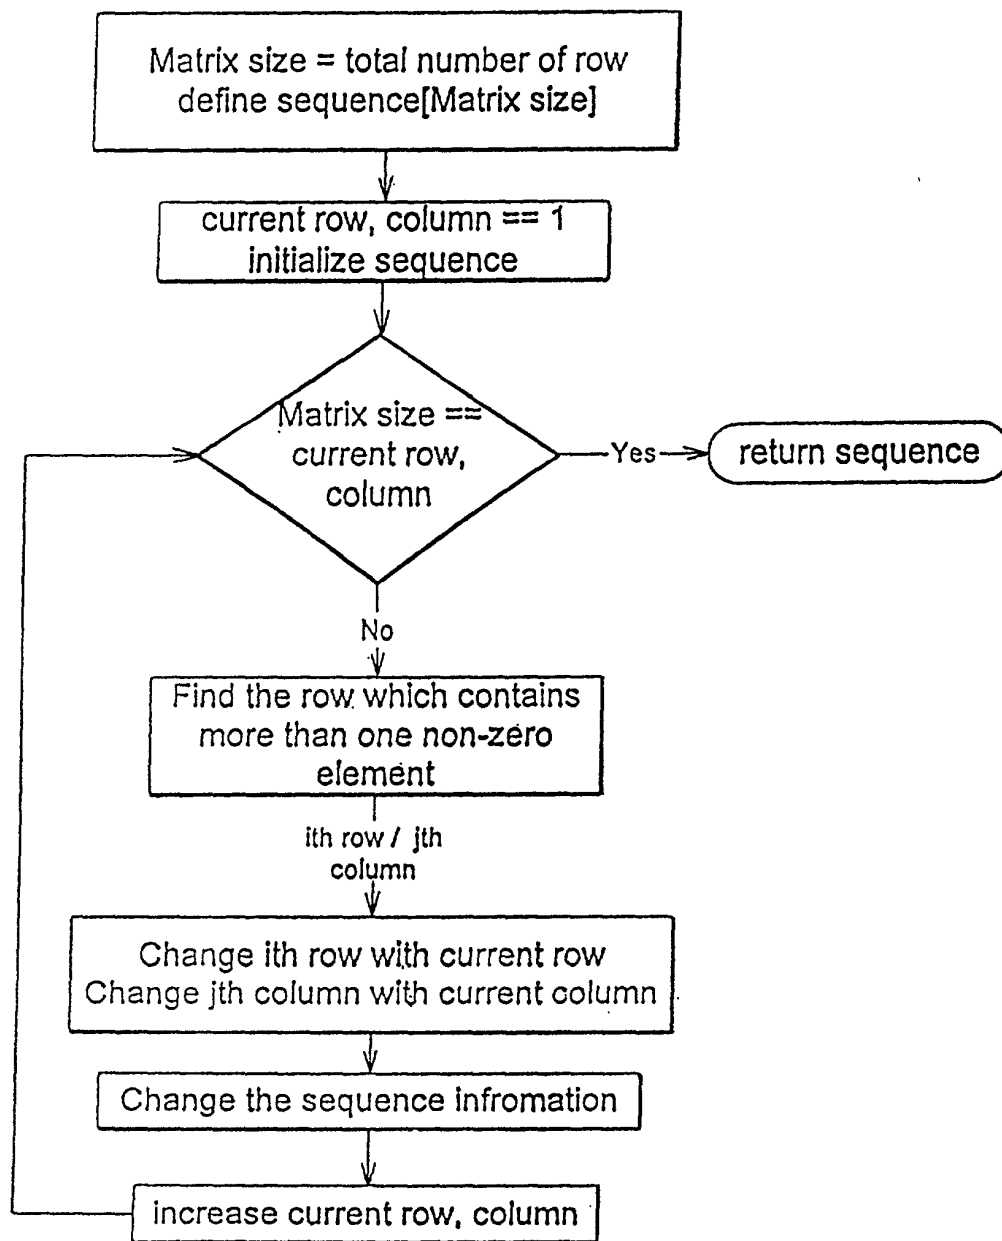 Matrix size = total number of row
define sequence[Matrix size]
current row, column == 1
initialize sequence
Matrix size ==
current row,
column
Yes
return sequence
No
Find the row which contains
more than one non-zero
element
ith row / jth
column
Change ith row with current row
Change jth column with current column
Change the sequence infromation
increase current row, column